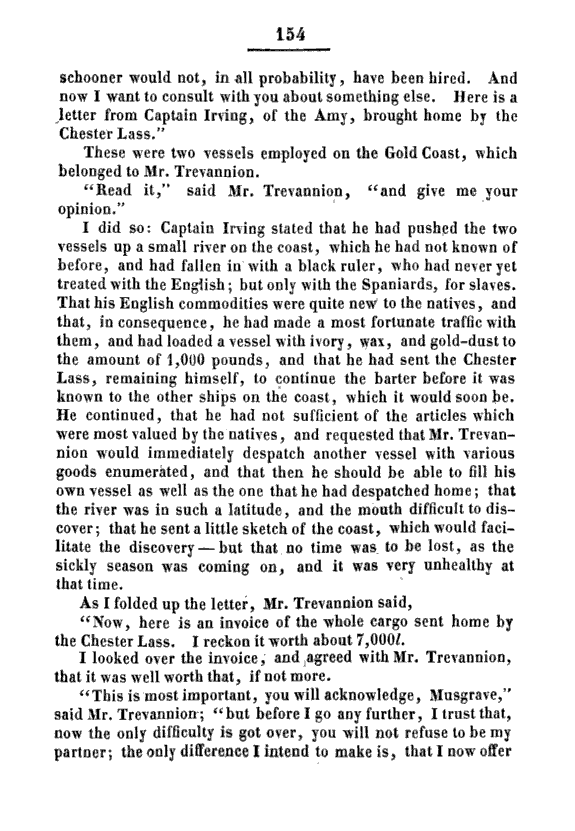 154
schooner would not, in all probability, have been hired. And
now I want to consult with you about something else. Here is a
letter from Captain Irving, of the Amy, brought home by the
Chester Lass."
These were two vessels employed on the Gold Coast, which
belonged to Mr. Trevannion.
"Read it," said Mr. Trevannion, "and give me your
opinion."
I did so: Captain Irving stated that he had pushed the two
vessels up a small river on the coast, which he had not known of
before, and had fallen in with a black ruler, who had never yet
treated with the English; but only with the Spaniards, for slaves.
That his English commodities were quite new to the natives, and
that, in consequence, he had made a most fortunate traffic with
them, and had loaded a vessel with ivory, wax, and gold-dust to
the amount of 1,000 pounds, and that he had sent the Chester
Lass, remaining himself, to continue the barter before it was
known to the other ships on the coast, which it would soon be.
He continued, that he had not sufficient of the articles which
were most valued by the natives, and requested that Mr. Trevan-
nion would immediately despatch another vessel with various
goods enumerated, and that then he should be able to fill his
own vessel as well as the one that he had despatched home; that
the river was in such a latitude, and the mouth difficult to dis-
cover; that he sent a little sketch of the coast, which would faci-
litate the discovery — but that no time was to be lost, as the
sickly season was coming on, and it was very unhealthy at
that time.
As I folded up the letter, Mr. Trevannion said,
"Now, here is an invoice of the whole cargo sent home by
the Chester Lass. I reckon it worth about 7,000l.
I looked over the invoice, and agreed with Mr. Trevannion,
that it was well worth that, if not more.
"This is most important, you will acknowledge, Musgrave,"
said Mr. Trevannion; "but before I go any further, I trust that,
now the only difficulty is got over, you will not refuse to be my
partner; the only difference I intend to make is, that I now offer